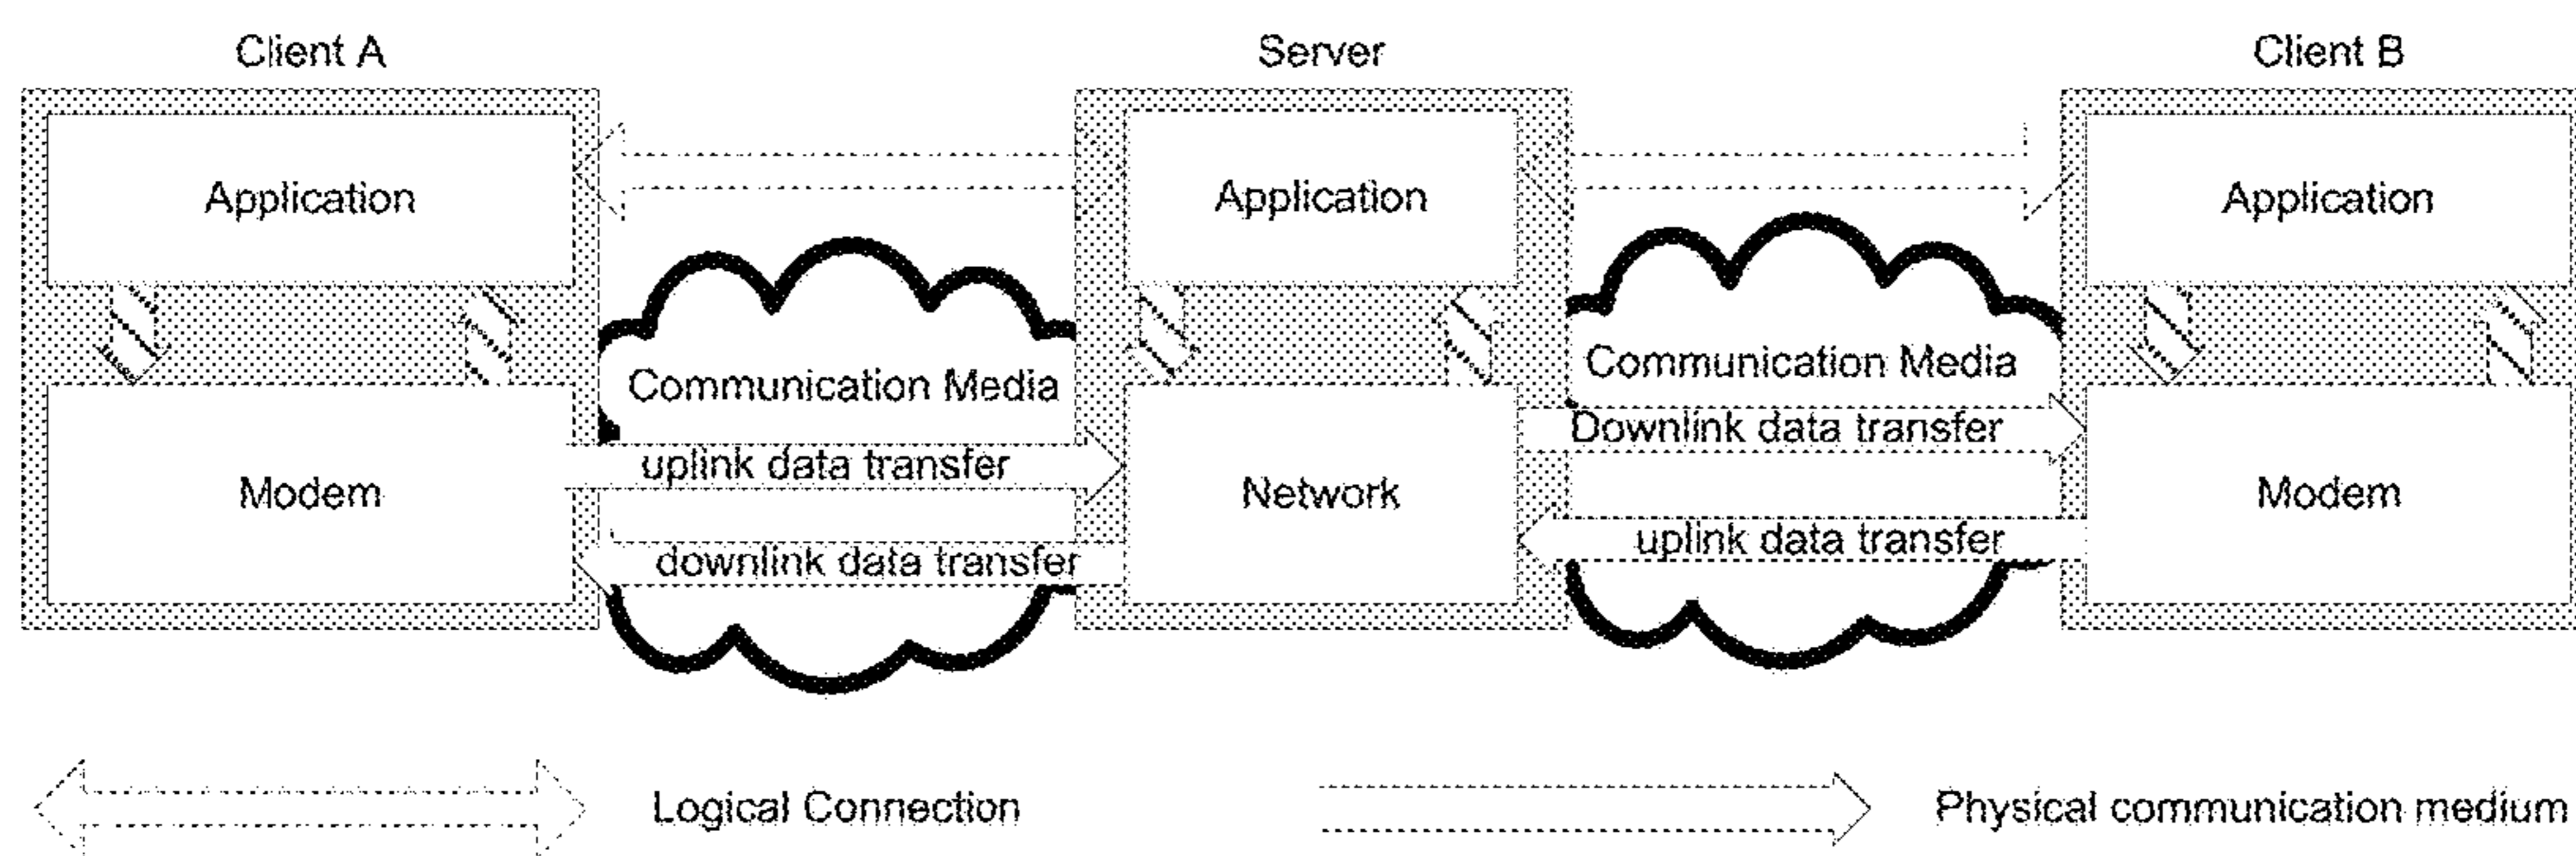 Client A
Server
Client B
Application
Application
Application
Communication Media
Communication Media
Modem
uplink data transfer
downlink data transfer
Network
Downlink data transfer
uplink data transfer
Modem
Logical Connection
Physical communication medium